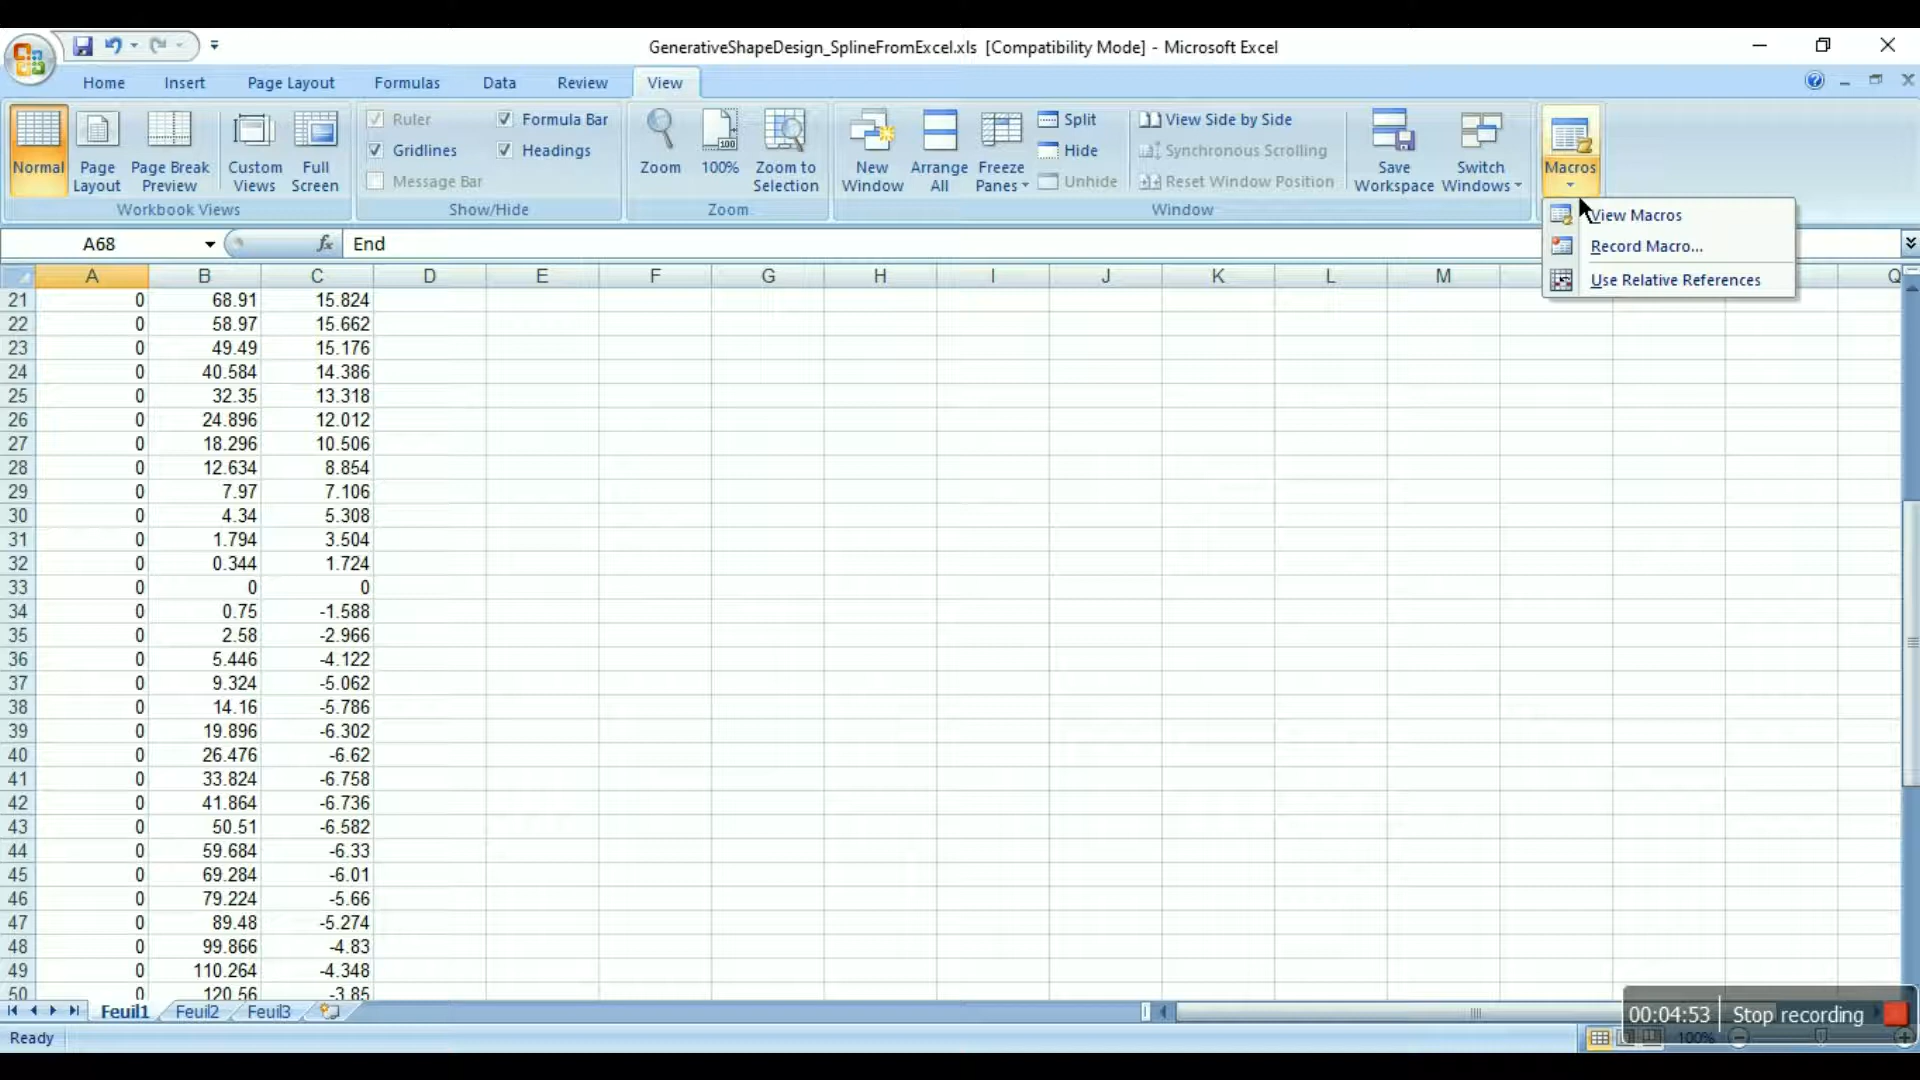 GenerativeShapeDesign_SplineFromExcel.xls [Compatibility Mode] - Microsoft Excel
Home Insert Page Layout Formulas Data Review View
Normal Page Layout Page Break Preview Custom Views Full Screen
Ruler Formula Bar
Gridlines Headings
Message Bar
Zoom 100% Zoom to Selection
New Window Arrange All Freeze Panes
Split
Hide
Unhide
View Side by Side
Synchronous Scrolling
Reset Window Position
Save Workspace Switch Windows
Macros
Workbook Views Show/Hide Zoom Window
View Macros
Record Macro...
Use Relative References
A68 fx End
A B C D E F G H I J K L M Q
21 0 68.91 15.824
22 0 58.97 15.662
23 0 49.49 15.176
24 0 40.584 14.386
25 0 32.35 13.318
26 0 24.896 12.012
27 0 18.296 10.506
28 0 12.634 8.854
29 0 7.97 7.106
30 0 4.34 5.308
31 0 1.794 3.504
32 0 0.344 1.724
33 0 0 0
34 0 0.75 -1.588
35 0 2.58 -2.966
36 0 5.446 -4.122
37 0 9.324 -5.062
38 0 14.16 -5.786
39 0 19.896 -6.302
40 0 26.476 -6.62
41 0 33.824 -6.758
42 0 41.864 -6.736
43 0 50.51 -6.582
44 0 59.684 -6.33
45 0 69.284 -6.01
46 0 79.224 -5.66
47 0 89.48 -5.274
48 0 99.866 -4.83
49 0 110.264 -4.348
50 0 120.56 -3.85
Feuil1 Feuil2 Feuil3
00:04:53 Stop recording
Ready 100%